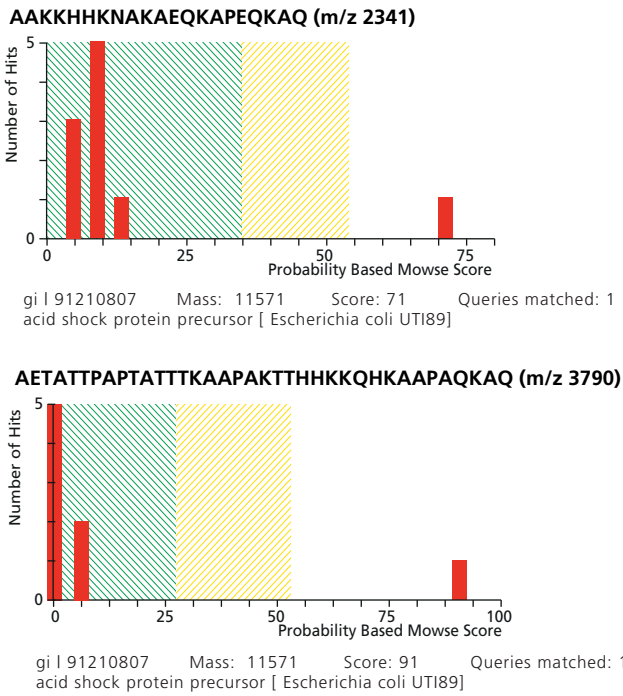 AAKKHHKNAKAEQKAPEQKAQ (m/z 2341)
Number of Hits
5
0
0 25 50 75
Probability Based Mowse Score
gi l 91210807 Mass: 11571 Score: 71 Queries matched: 1
acid shock protein precursor [ Escherichia coli UTI89]
AETATTPAPTATTTKAAPAKTTHHKKQHKAAPAQKAQ (m/z 3790)
Number of Hits
5
0
0 25 50 75 100
Probability Based Mowse Score
gi l 91210807 Mass: 11571 Score: 91 Queries matched: 1
acid shock protein precursor [ Escherichia coli UTI89]